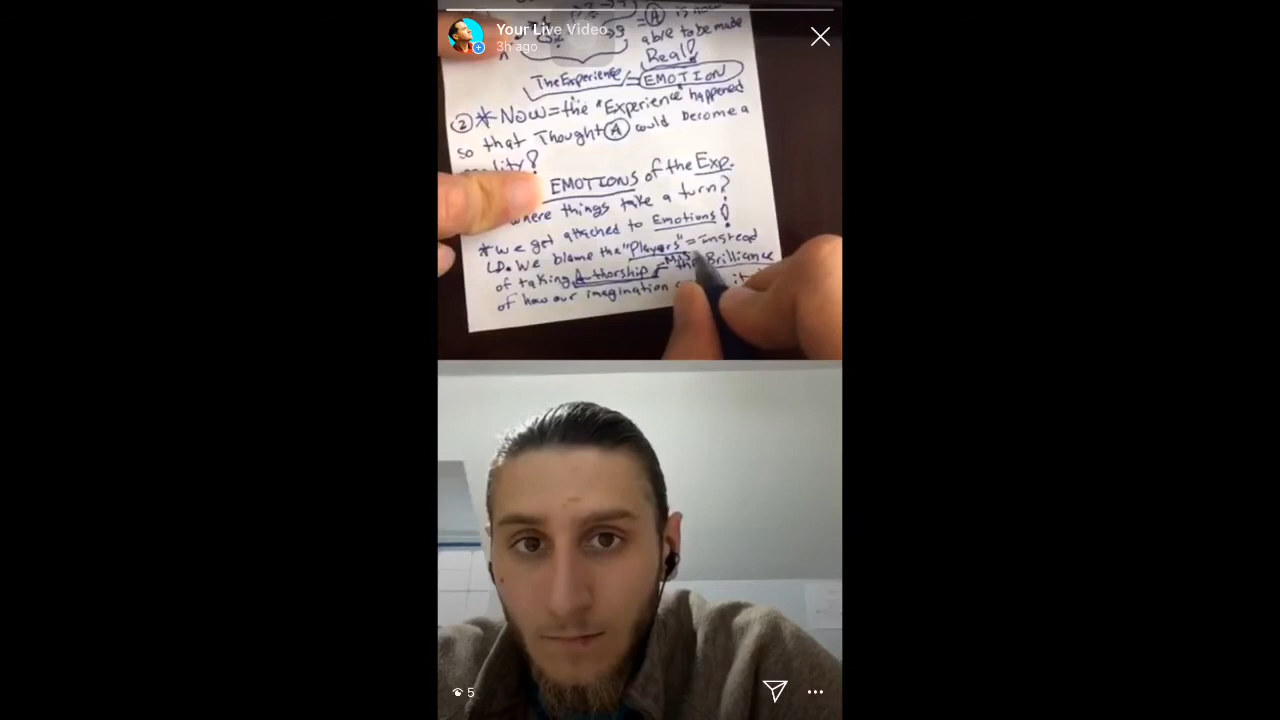 Your Live Video
3h ago
= A is now
able to be made
Real!
The Experience = EMOTION
2 * Now = the "Experience" happened
so that Thought A could become a
EMOTIONS of the Exp.
where things take a turn?
* we get attached to Emotions!
We blame the "Players" = instead
of taking Authorship the Brilliance
of how our imagination
5